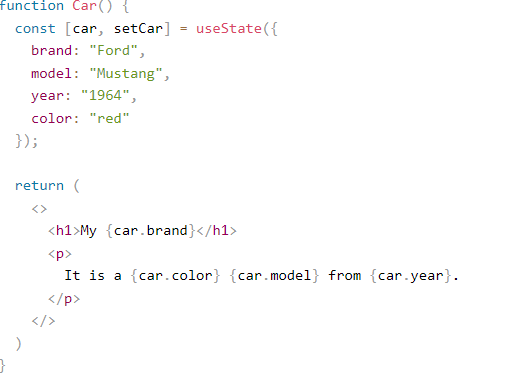 function Car() {
  const [car, setCar] = useState({
    brand: "Ford",
    model: "Mustang",
    year: "1964",
    color: "red"
  });

  return (
    <>
      <h1>My {car.brand}</h1>
      <p>
        It is a {car.color} {car.model} from {car.year}.
      </p>
    </>
  )
}